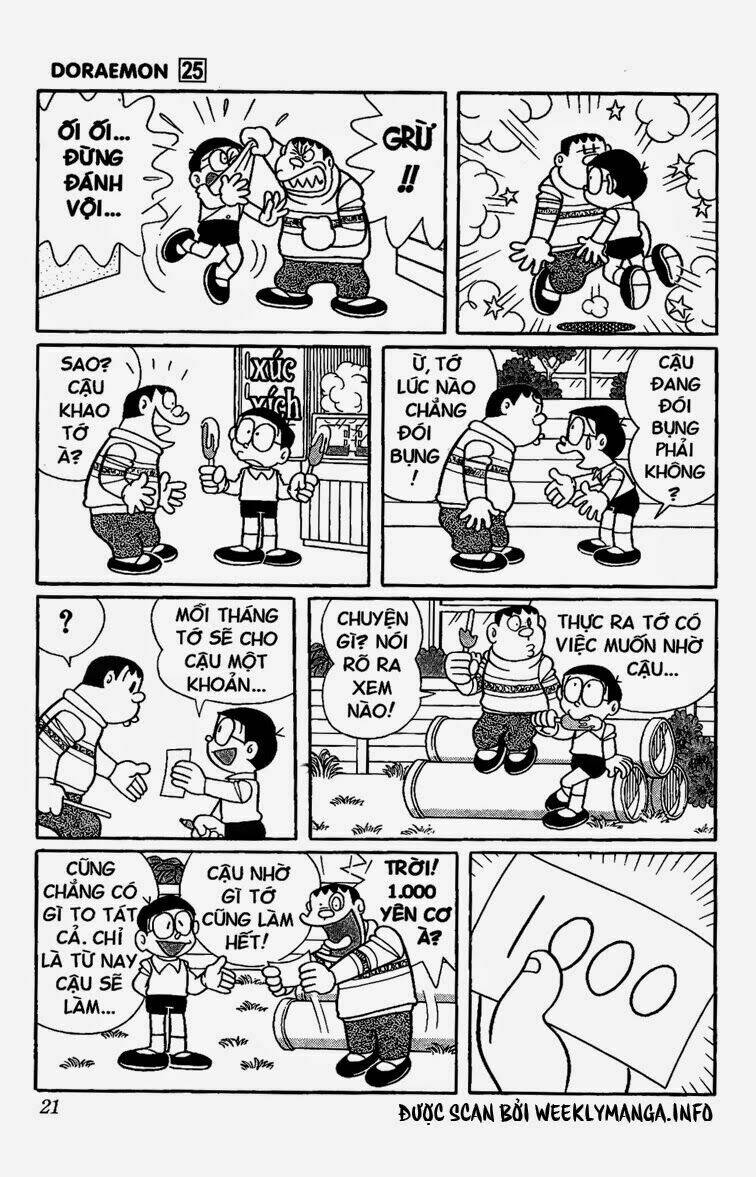 DORAEMON 25
GRỪ
!!
ỐI ỐI...
ĐỪNG
ĐÁNH
VỘI...
CẬU
ĐANG
ĐÓI
BỤNG
PHẢI
KHÔNG
?
Ừ, TỚ
LÚC NÀO
CHẲNG
ĐÓI
BỤNG
!
XÚC
XÍCH
SAO?
CẬU
KHAO
TỚ
À?
THỰC RA TỚ CÓ
VIỆC MUỐN NHỜ
CẬU...
CHUYỆN
GÌ? NÓI
RÕ RA
XEM
NÀO!
MỖI THÁNG
TỚ SẼ CHO
CẬU MỘT
KHOẢN...
?
1000
TRỜI!
1.000
YÊN CƠ
À?
CẬU NHỜ
GÌ TỚ
CŨNG LÀM
HẾT!
CŨNG
CHẲNG CÓ
GÌ TO TÁT
CẢ. CHỈ
LÀ TỪ NAY
CẬU SẼ
LÀM...
21
ĐƯỢC SCAN BỞI WEEKLYMANGA.INFO